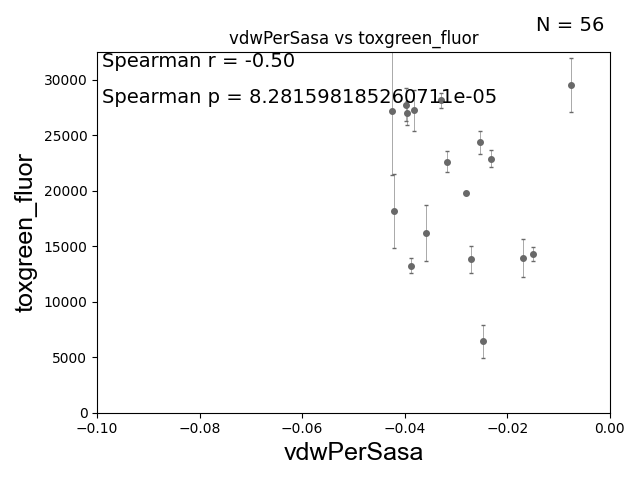 N = 56
vdwPerSasa vs toxgreen_fluor
Spearman r = -0.50
Spearman p = 8.281598185260711e-05
30000
25000
20000
15000
10000
5000
0
toxgreen_fluor
−0.10 −0.08 −0.06 −0.04 −0.02 0.00
vdwPerSasa